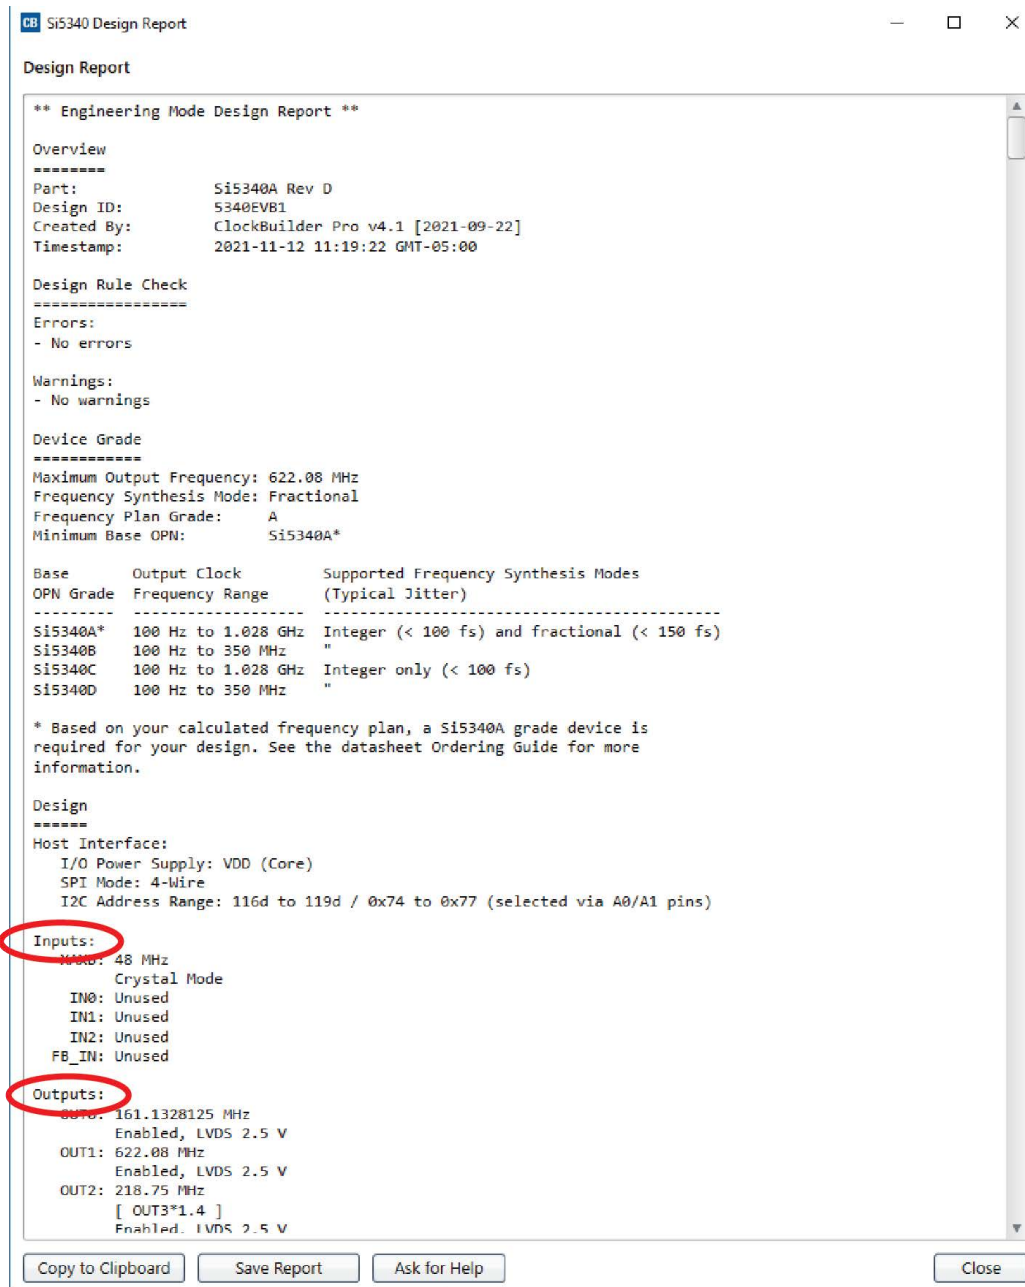 CB Si5340 Design Report
Design Report
** Engineering Mode Design Report **
Overview
========
Part: Si5340A Rev D
Design ID: 5340EVB1
Created By: ClockBuilder Pro v4.1 [2021-09-22]
Timestamp: 2021-11-12 11:19:22 GMT-05:00
Design Rule Check
=================
Errors:
- No errors
Warnings:
- No warnings
Device Grade
============
Maximum Output Frequency: 622.08 MHz
Frequency Synthesis Mode: Fractional
Frequency Plan Grade: A
Minimum Base OPN: Si5340A*
Base Output Clock Supported Frequency Synthesis Modes
OPN Grade Frequency Range (Typical Jitter)
--------- ------------------- --------------------------------------------
Si5340A* 100 Hz to 1.028 GHz Integer (< 100 fs) and fractional (< 150 fs)
Si5340B 100 Hz to 350 MHz "
Si5340C 100 Hz to 1.028 GHz Integer only (< 100 fs)
Si5340D 100 Hz to 350 MHz "
* Based on your calculated frequency plan, a Si5340A grade device is
required for your design. See the datasheet Ordering Guide for more
information.
Design
======
Host Interface:
I/O Power Supply: VDD (Core)
SPI Mode: 4-Wire
I2C Address Range: 116d to 119d / 0x74 to 0x77 (selected via A0/A1 pins)
Inputs:
XAXB: 48 MHz
Crystal Mode
IN0: Unused
IN1: Unused
IN2: Unused
FB_IN: Unused
Outputs:
OUT0: 161.1328125 MHz
Enabled, LVDS 2.5 V
OUT1: 622.08 MHz
Enabled, LVDS 2.5 V
OUT2: 218.75 MHz
[ OUT3*1.4 ]
Enabled, LVDS 2.5 V
Copy to Clipboard Save Report Ask for Help Close